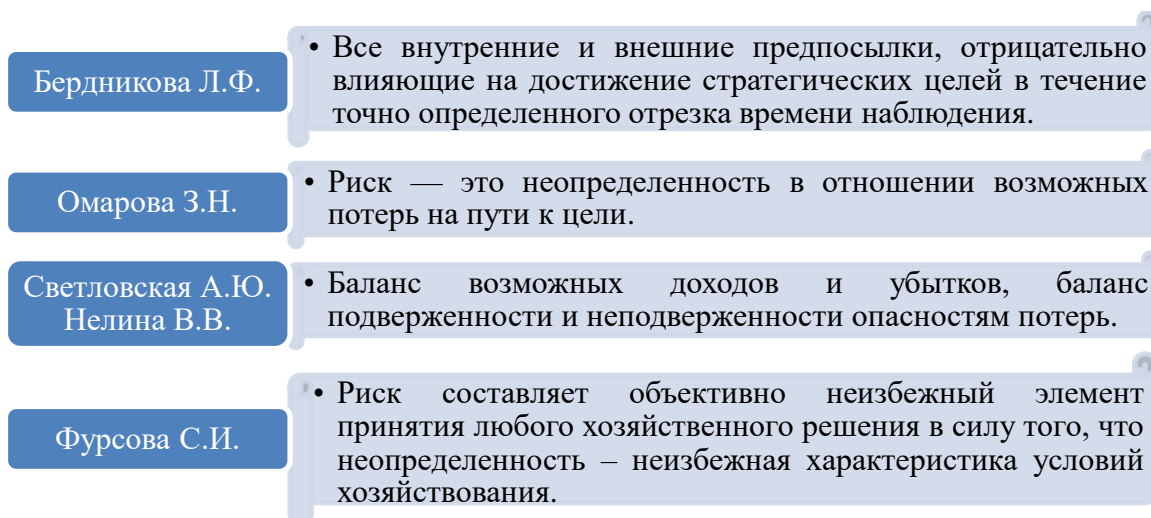 Бердникова Л.Ф.
• Все внутренние и внешние предпосылки, отрицательно
влияющие на достижение стратегических целей в течение
точно определенного отрезка времени наблюдения.
Омарова З.Н.
• Риск — это неопределенность в отношении возможных
потерь на пути к цели.
Светловская А.Ю.
Нелина В.В.
• Баланс возможных доходов и убытков, баланс
подверженности и неподверженности опасностям потерь.
Фурсова С.И.
• Риск составляет объективно неизбежный элемент
принятия любого хозяйственного решения в силу того, что
неопределенность – неизбежная характеристика условий
хозяйствования.